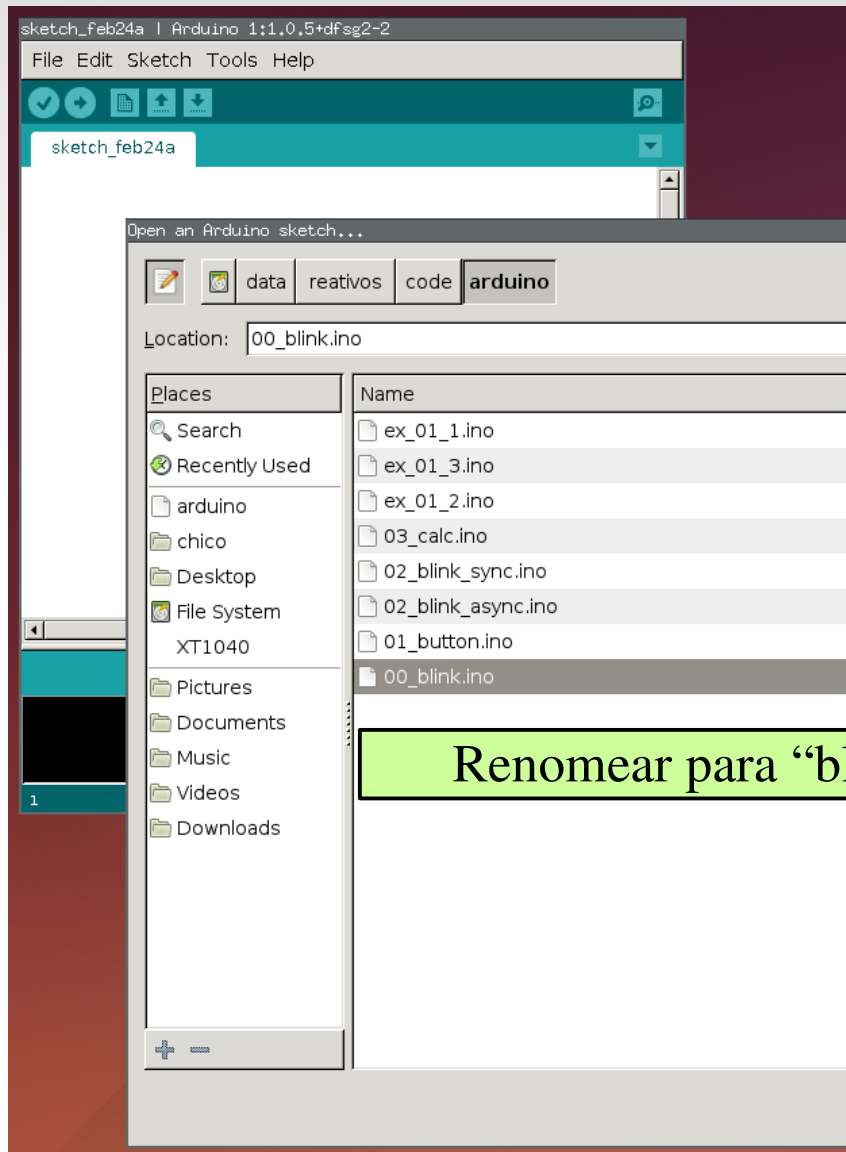 sketch_feb24a | Arduino 1:1.0.5+dfsg2-2
File Edit Sketch Tools Help
sketch_feb24a
Open an Arduino sketch...
data reativos code arduino
Location: 00_blink.ino
Places
Search
Recently Used
arduino
chico
Desktop
File System
XT1040
Pictures
Documents
Music
Videos
Downloads
Name
ex_01_1.ino
ex_01_3.ino
ex_01_2.ino
03_calc.ino
02_blink_sync.ino
02_blink_async.ino
01_button.ino
00_blink.ino
Renomear para
1